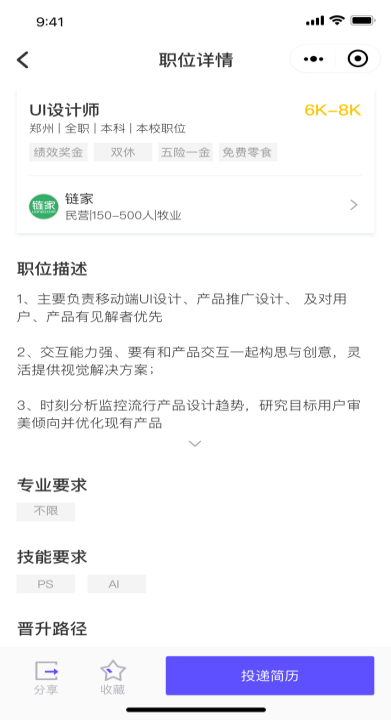 9:41
职位详情
UI设计师 6K-8K
郑州 | 全职 | 本科 | 本校职位
绩效奖金 双休 五险一金 免费零食
链家
链家
民营|150-500人|牧业
职位描述
1、主要负责移动端UI设计、产品推广设计、 及对用
户、产品有见解者优先
2、交互能力强、要有和产品交互一起构思与创意，灵
活提供视觉解决方案；
3、时刻分析监控流行产品设计趋势，研究目标用户审
美倾向并优化现有产品
专业要求
不限
技能要求
PS AI
晋升路径
分享 收藏 投递简历